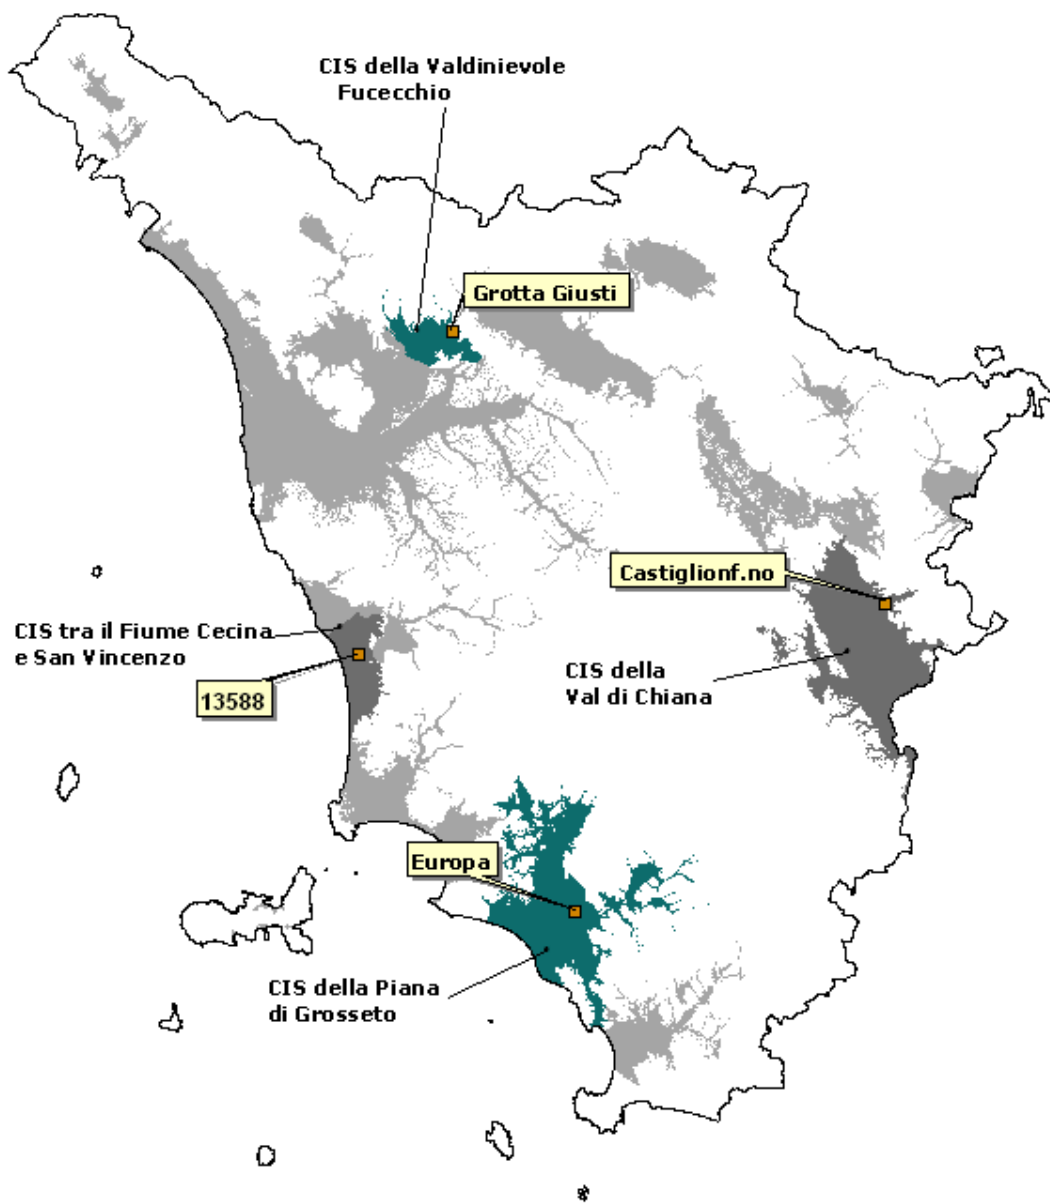 CIS della Valdinievole
Fucecchio
Grotta Giusti
Castiglionf.no
CIS tra il Fiume Cecina
e San Vincenzo
13588
CIS della
Val di Chiana
Europa
CIS della Piana
di Grosseto